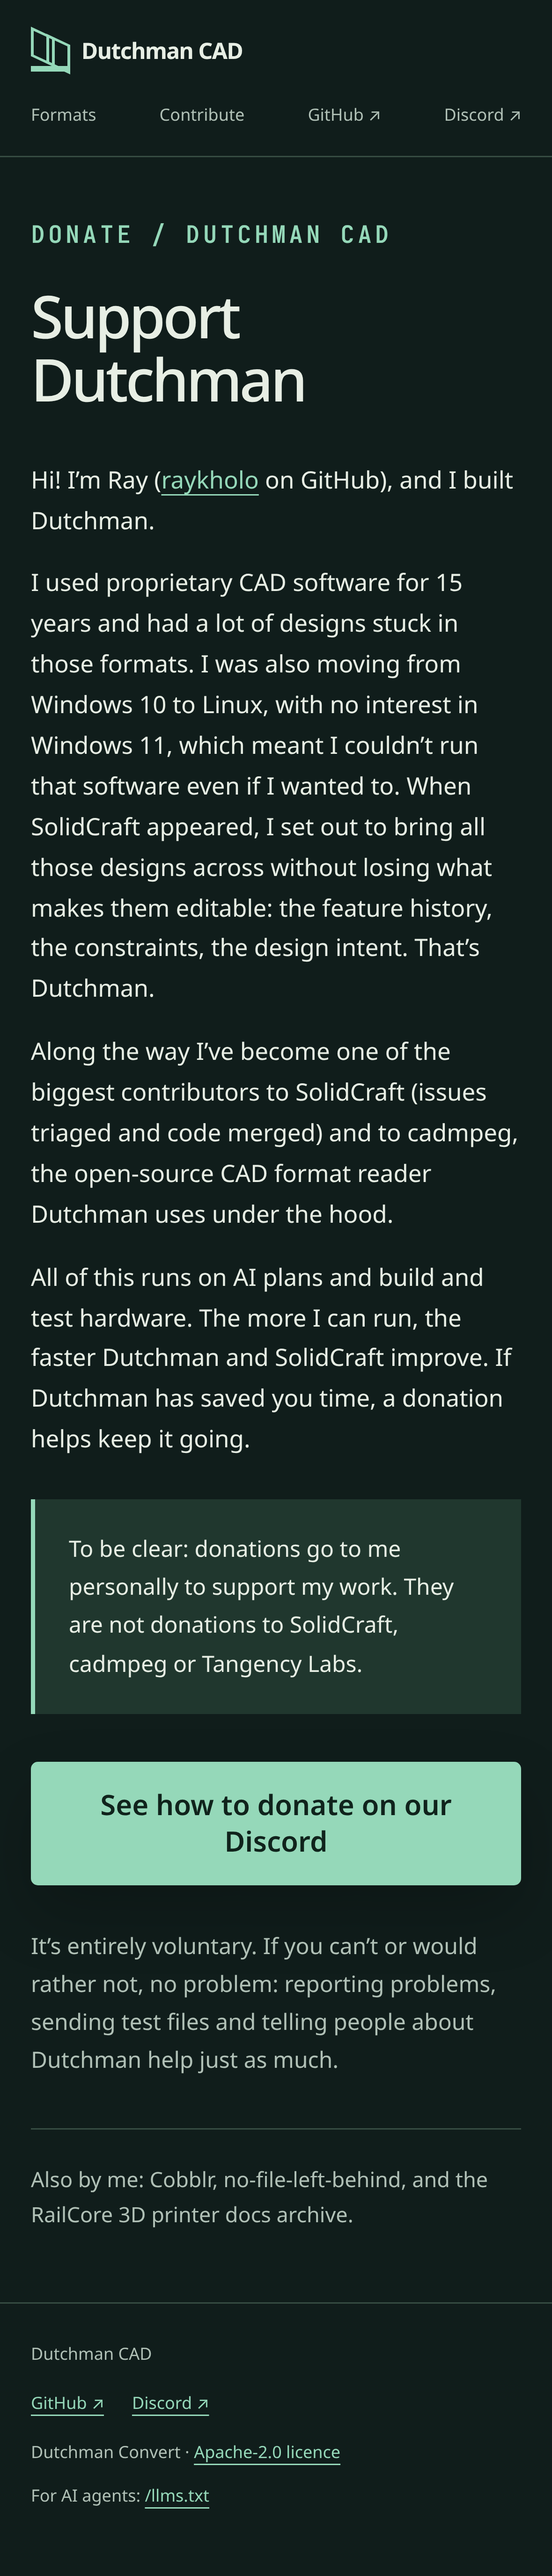 Dutchman CAD
Formats Contribute GitHub ↗ Discord ↗
DONATE / DUTCHMAN CAD
Support
Dutchman
Hi! I’m Ray (raykholo on GitHub), and I built
Dutchman.
I used proprietary CAD software for 15
years and had a lot of designs stuck in
those formats. I was also moving from
Windows 10 to Linux, with no interest in
Windows 11, which meant I couldn’t run
that software even if I wanted to. When
SolidCraft appeared, I set out to bring all
those designs across without losing what
makes them editable: the feature history,
the constraints, the design intent. That’s
Dutchman.
Along the way I’ve become one of the
biggest contributors to SolidCraft (issues
triaged and code merged) and to cadmpeg,
the open-source CAD format reader
Dutchman uses under the hood.
All of this runs on AI plans and build and
test hardware. The more I can run, the
faster Dutchman and SolidCraft improve. If
Dutchman has saved you time, a donation
helps keep it going.
To be clear: donations go to me
personally to support my work. They
are not donations to SolidCraft,
cadmpeg or Tangency Labs.
See how to donate on our
Discord
It’s entirely voluntary. If you can’t or would
rather not, no problem: reporting problems,
sending test files and telling people about
Dutchman help just as much.
Also by me: Cobblr, no-file-left-behind, and the
RailCore 3D printer docs archive.
Dutchman CAD
GitHub ↗ Discord ↗
Dutchman Convert · Apache-2.0 licence
For AI agents: /llms.txt